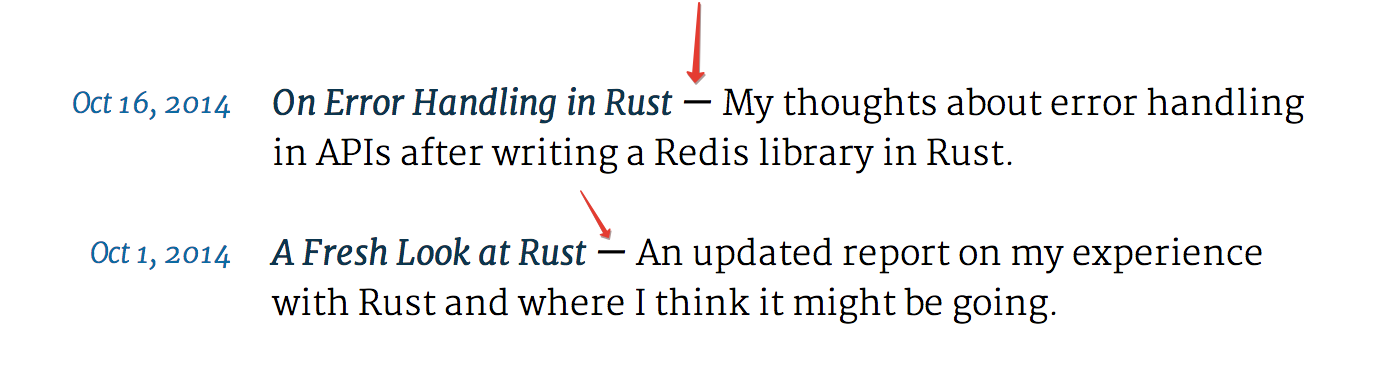 Oct 16, 2014 On Error Handling in Rust — My thoughts about error handling
in APIs after writing a Redis library in Rust.
Oct 1, 2014 A Fresh Look at Rust — An updated report on my experience
with Rust and where I think it might be going.